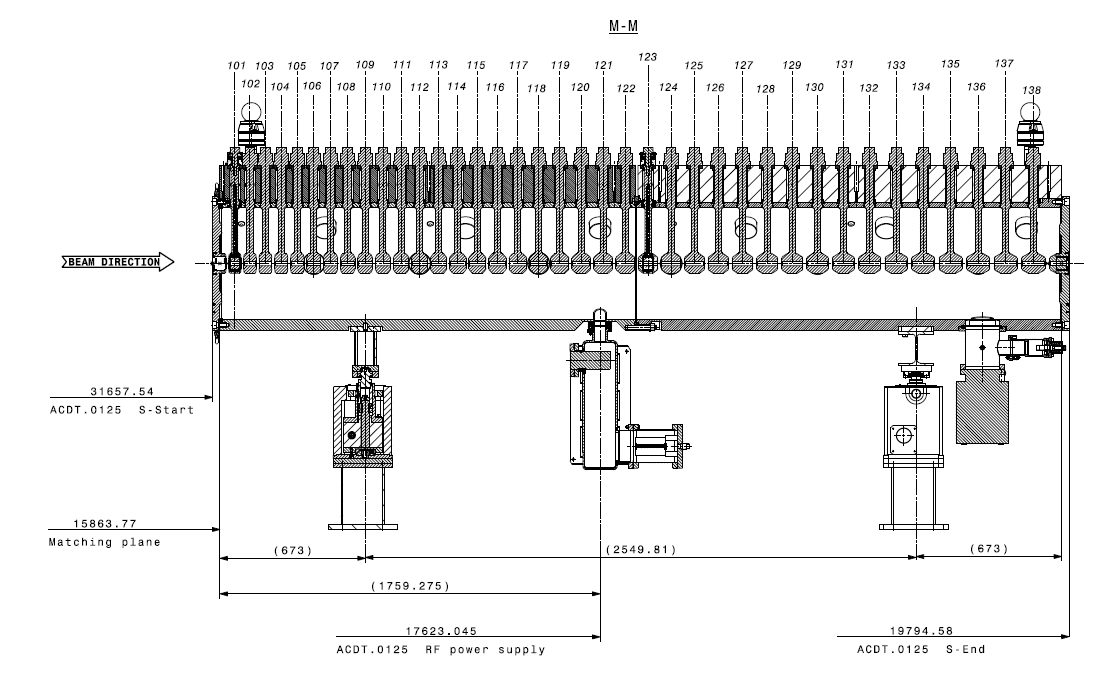 M-M
101 103 105 107 109 111 113 115 117 119 121 123 125 127 129 131 133 135 137
102 104 106 108 110 112 114 116 118 120 122 124 126 128 130 132 134 136 138
BEAM DIRECTION
31657.54
ACDT.0125 S-Start
15863.77
Matching plane
(673) (2549.81) (673)
(1759.275)
17623.045 19794.58
ACDT.0125 RF power supply ACDT.0125 S-End